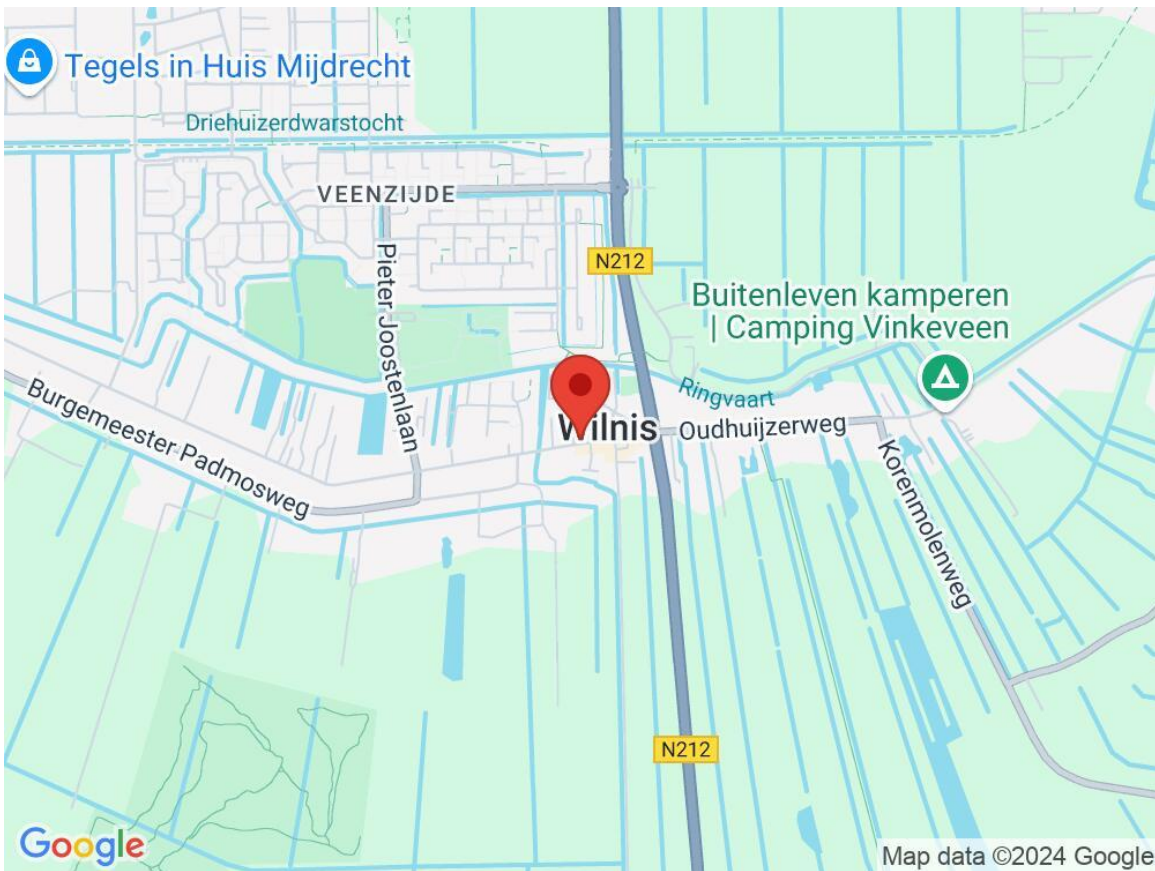 Tegels in Huis Mijdrecht
Driehuizerdwarstocht
VEENZIJDE
N212
Pieter Joostenlaan
Buitenleven kamperen
| Camping Vinkeveen
Ringvaart
Burgemeester Padmosweg
Wilnis
Oudhuijzerweg
Korenmolenweg
N212
Google
Map data ©2024 Google